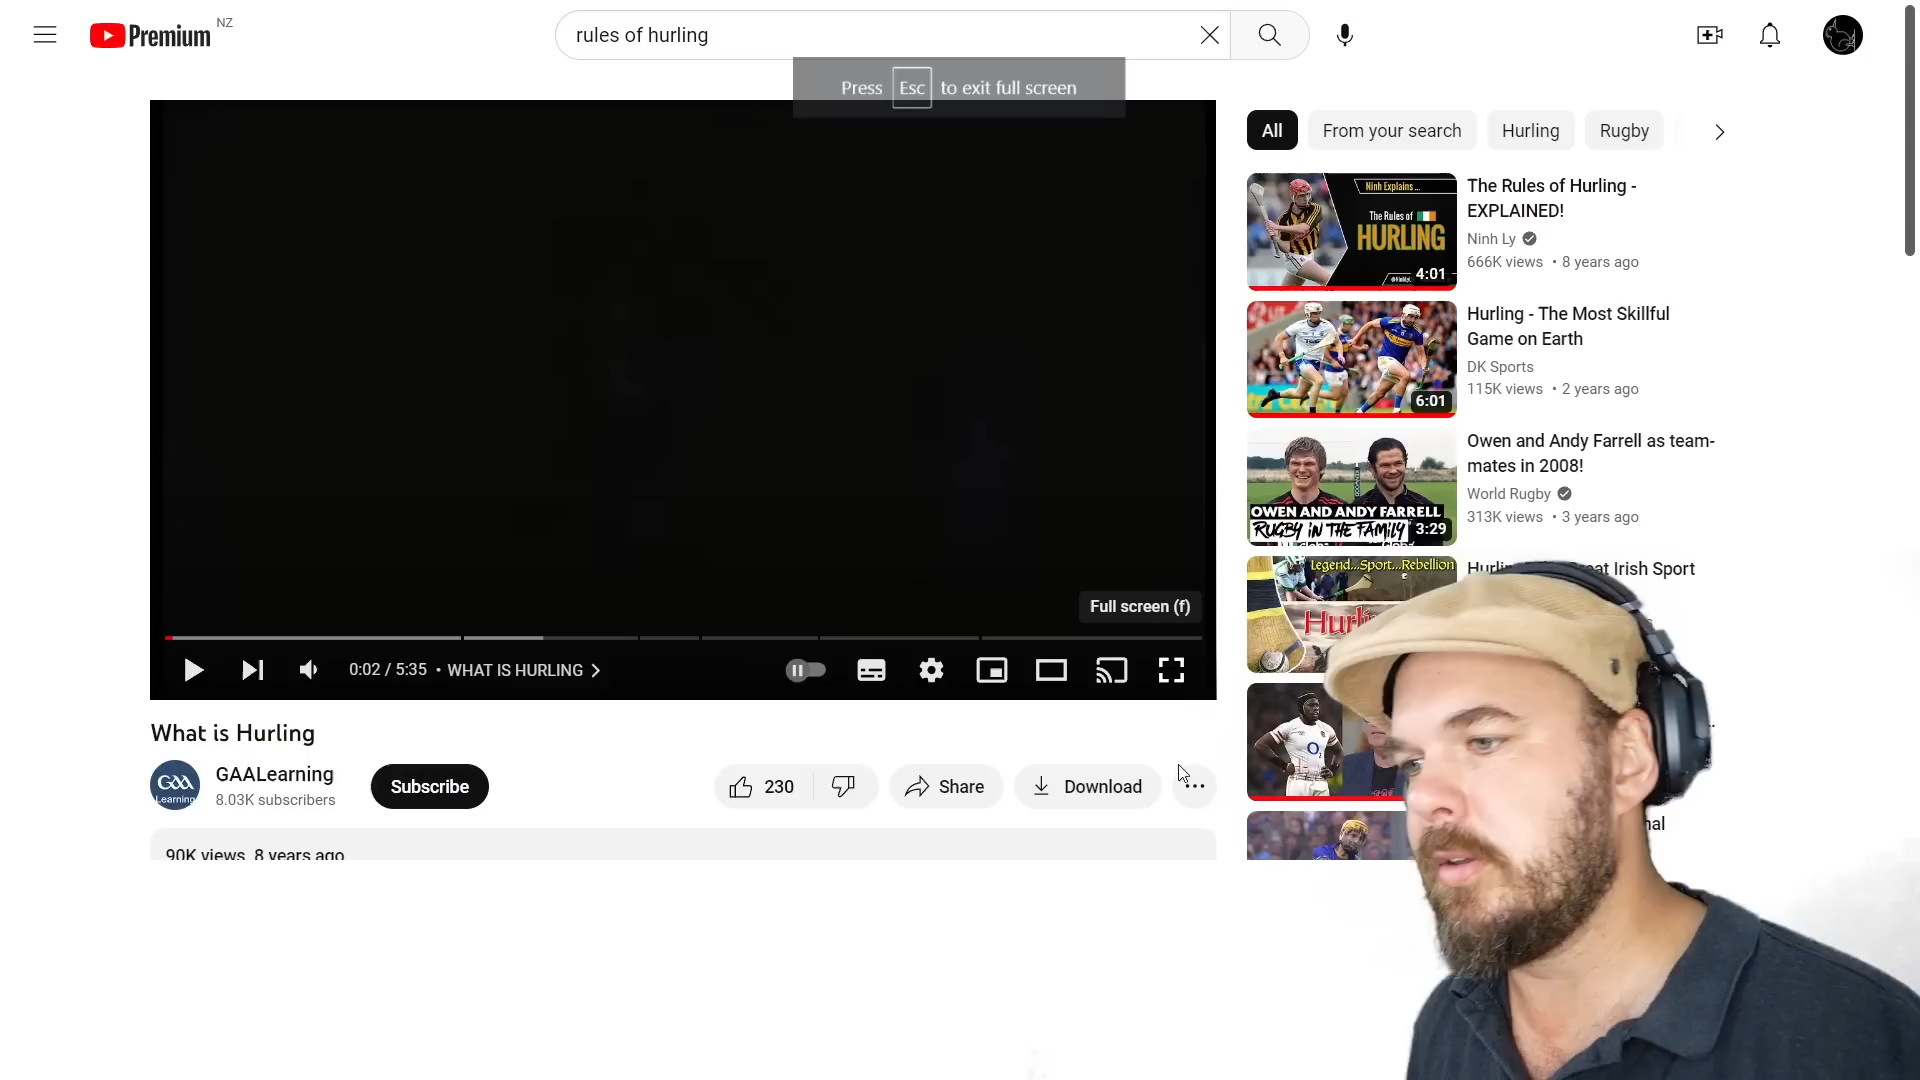 Premium NZ
rules of hurling
Press Esc to exit full screen
All
From your search
Hurling
Rugby
Ninh Explains ...
The Rules of
HURLING
4:01
The Rules of Hurling -
EXPLAINED!
Ninh Ly
666K views • 8 years ago
6:01
Hurling - The Most Skillful
Game on Earth
DK Sports
115K views • 2 years ago
OWEN AND ANDY FARRELL
RUGBY IN THE FAMILY
3:29
Owen and Andy Farrell as team-
mates in 2008!
World Rugby
313K views • 3 years ago
Legend...Sport...Rebellion
Irish Sport
Full screen (f)
0:02 / 5:35 • WHAT IS HURLING
What is Hurling
GAA
Learning
GAALearning
8.03K subscribers
Subscribe
230
Share
Download
90K views 8 years ago
O2